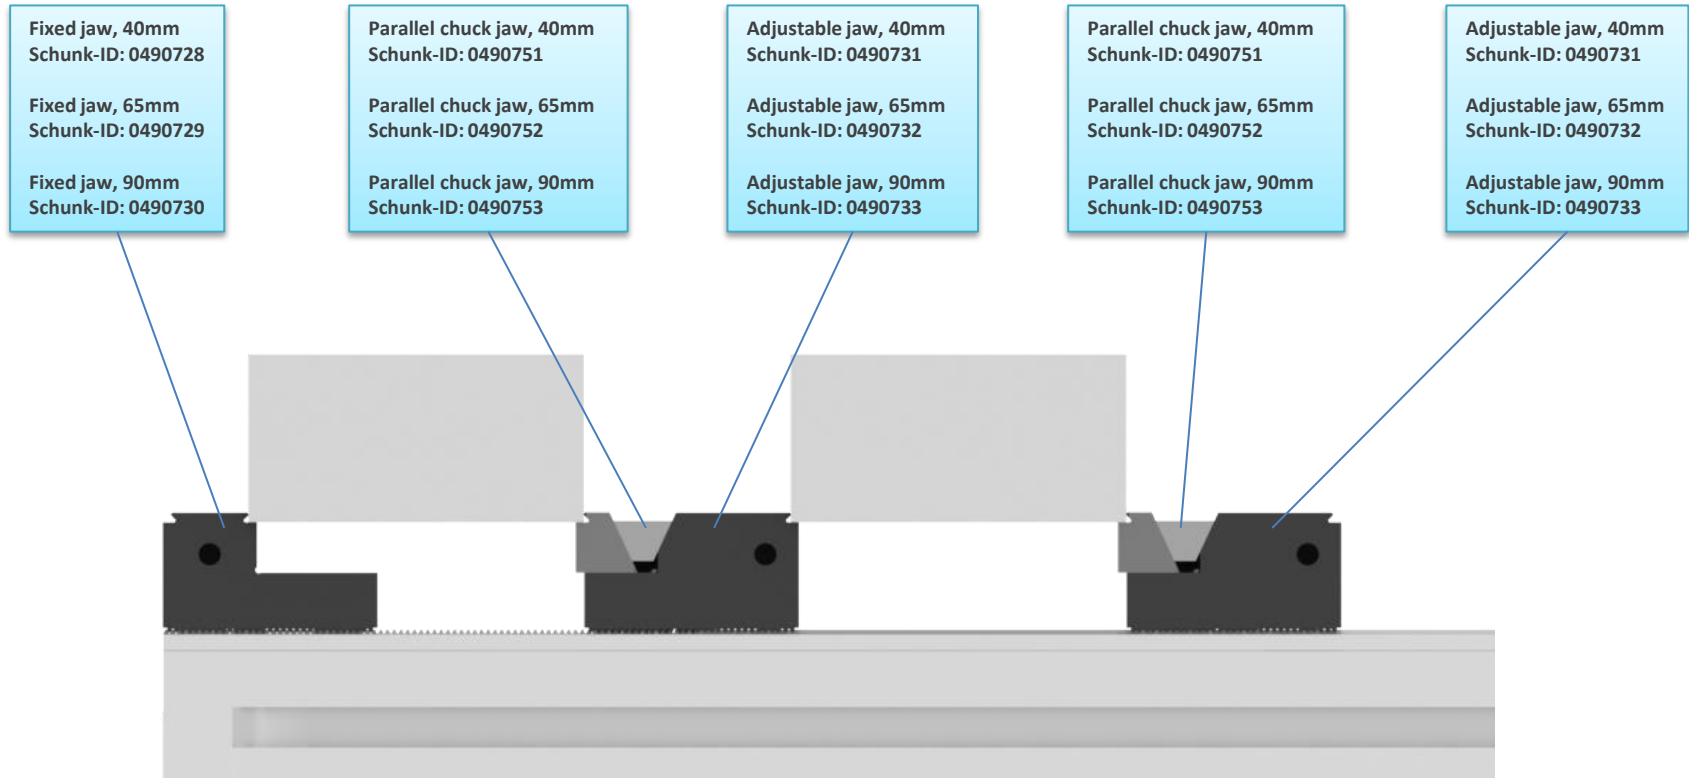 Fixed jaw, 40mm
Schunk-ID: 0490728
Fixed jaw, 65mm
Schunk-ID: 0490729
Fixed jaw, 90mm
Schunk-ID: 0490730
Parallel chuck jaw, 40mm
Schunk-ID: 0490751
Parallel chuck jaw, 65mm
Schunk-ID: 0490752
Parallel chuck jaw, 90mm
Schunk-ID: 0490753
Adjustable jaw, 40mm
Schunk-ID: 0490731
Adjustable jaw, 65mm
Schunk-ID: 0490732
Adjustable jaw, 90mm
Schunk-ID: 0490733
Parallel chuck jaw, 40mm
Schunk-ID: 0490751
Parallel chuck jaw, 65mm
Schunk-ID: 0490752
Parallel chuck jaw, 90mm
Schunk-ID: 0490753
Adjustable jaw, 40mm
Schunk-ID: 0490731
Adjustable jaw, 65mm
Schunk-ID: 0490732
Adjustable jaw, 90mm
Schunk-ID: 0490733